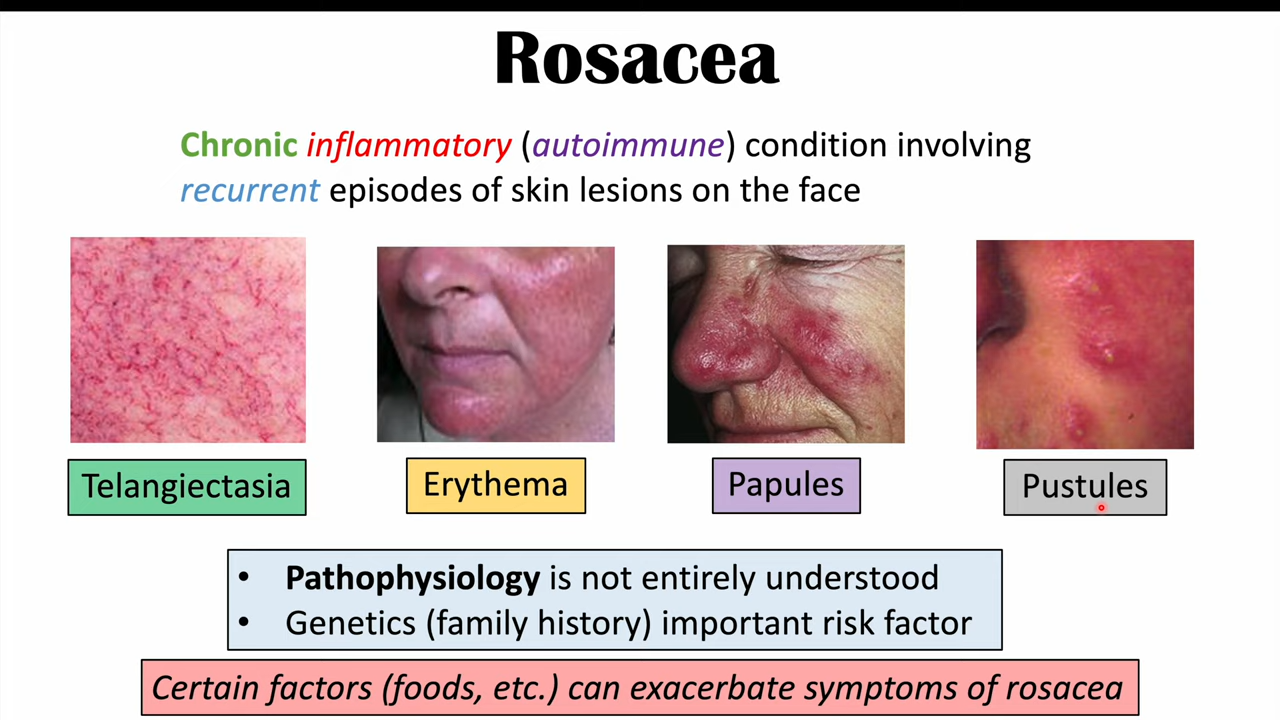 Rosacea
Chronic inflammatory (autoimmune) condition involving
recurrent episodes of skin lesions on the face
Telangiectasia
Erythema
Papules
Pustules
• Pathophysiology is not entirely understood
• Genetics (family history) important risk factor
Certain factors (foods, etc.) can exacerbate symptoms of rosacea